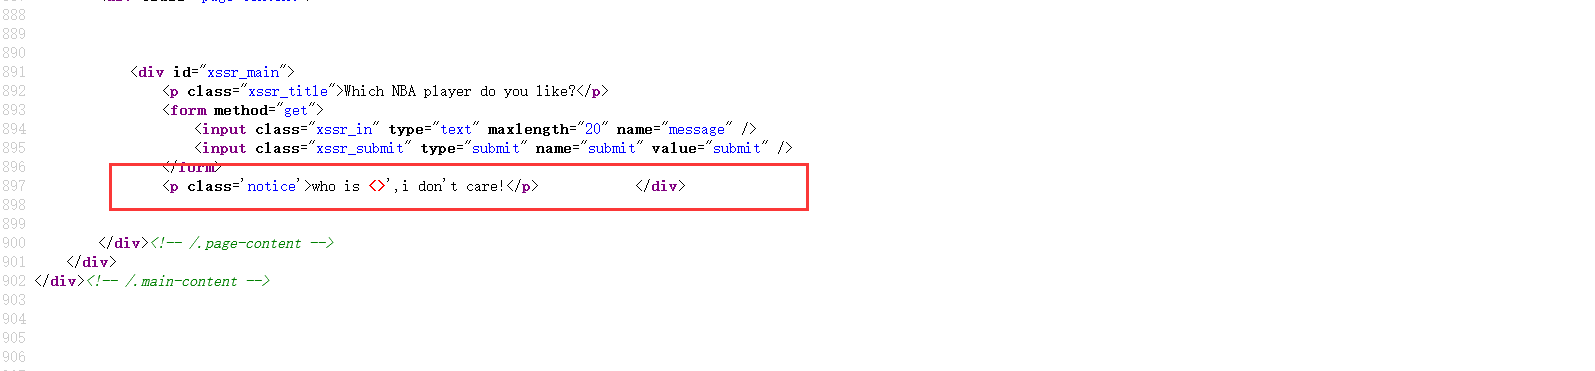 888
889
890
891 <div id="xssr_main">
892 <p class="xssr_title">Which NBA player do you like?</p>
893 <form method="get">
894 <input class="xssr_in" type="text" maxlength="20" name="message" />
895 <input class="xssr_submit" type="submit" name="submit" value="submit" />
896 </form>
897 <p class='notice'>who is <>',i don't care!</p> </div>
898
899
900 </div><!-- /.page-content -->
901 </div>
902 </div><!-- /.main-content -->
903
904
905
906